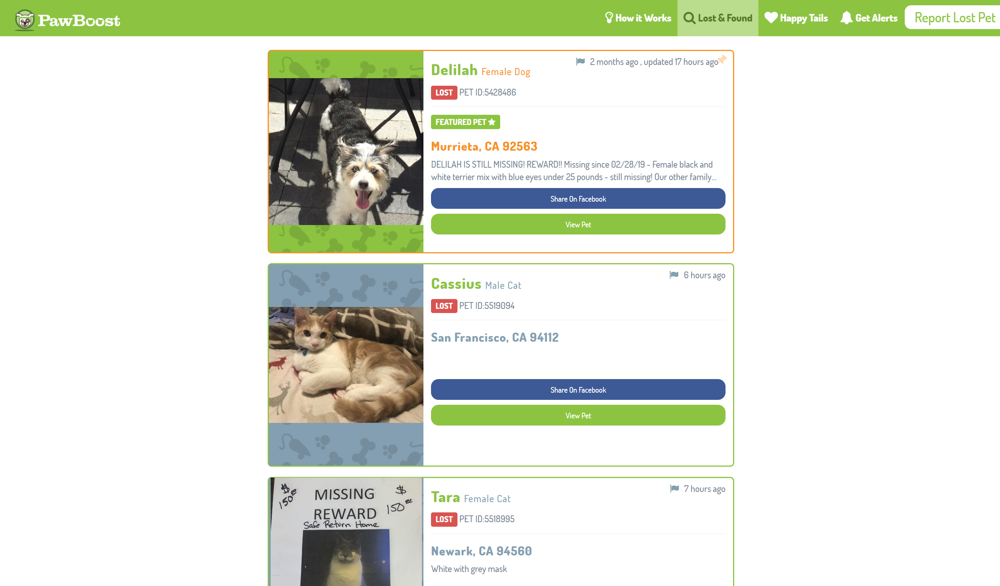 PawBoost
How it Works
Lost & Found
Happy Tails
Get Alerts
Report Lost Pet
Delilah Female Dog
2 months ago , updated 17 hours ago
LOST PET ID:5428486
FEATURED PET
Murrieta, CA 92563
DELILAH IS STILL MISSING! REWARD!! Missing since 02/28/19 - Female black and
white terrier mix with blue eyes under 25 pounds - still missing! Our other family...
Share On Facebook
View Pet
Cassius Male Cat
6 hours ago
LOST PET ID:5519094
San Francisco, CA 94112
Share On Facebook
View Pet
$ 150 00
MISSING
REWARD
$ 150 00
Safe Return Home
Tara Female Cat
7 hours ago
LOST PET ID:5518995
Newark, CA 94560
White with grey mask